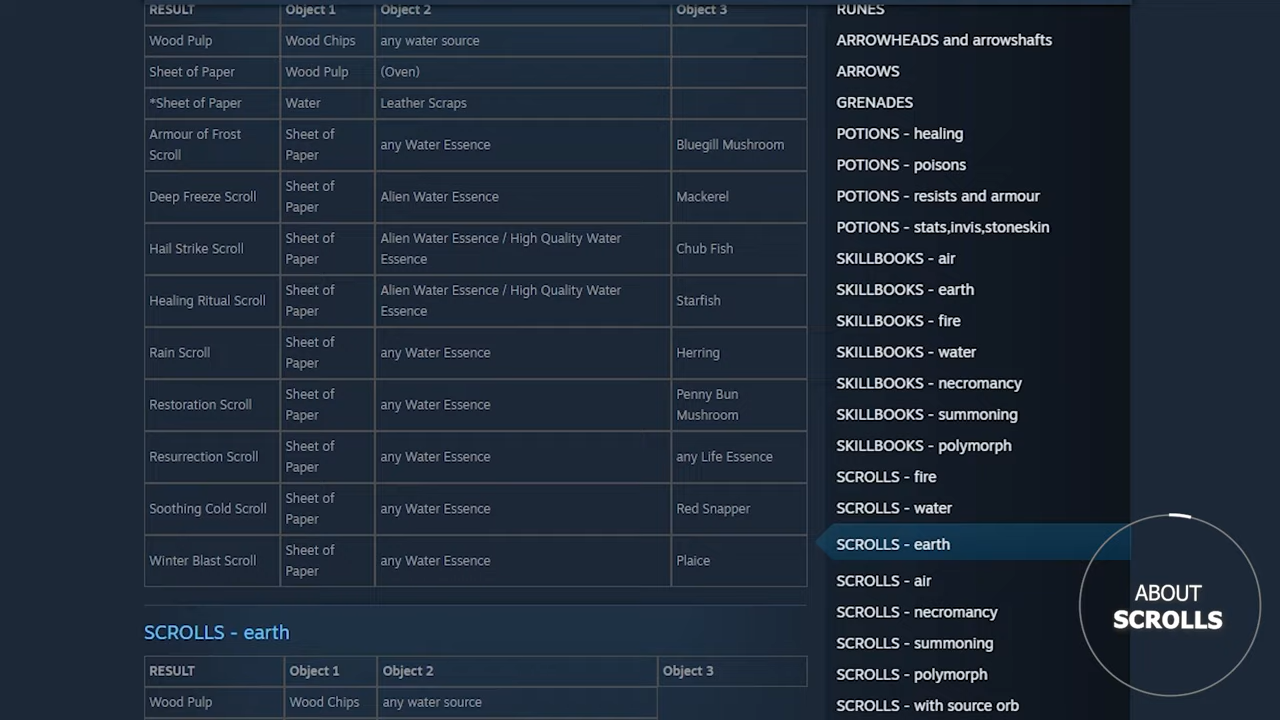 RESULT Object 1 Object 2 Object 3
Wood Pulp Wood Chips any water source
Sheet of Paper Wood Pulp (Oven)
*Sheet of Paper Water Leather Scraps
Armour of Frost Scroll Sheet of Paper any Water Essence Bluegill Mushroom
Deep Freeze Scroll Sheet of Paper Alien Water Essence Mackerel
Hail Strike Scroll Sheet of Paper Alien Water Essence / High Quality Water Essence Chub Fish
Healing Ritual Scroll Sheet of Paper Alien Water Essence / High Quality Water Essence Starfish
Rain Scroll Sheet of Paper any Water Essence Herring
Restoration Scroll Sheet of Paper any Water Essence Penny Bun Mushroom
Resurrection Scroll Sheet of Paper any Water Essence any Life Essence
Soothing Cold Scroll Sheet of Paper any Water Essence Red Snapper
Winter Blast Scroll Sheet of Paper any Water Essence Plaice
SCROLLS - earth
RESULT Object 1 Object 2 Object 3
Wood Pulp Wood Chips any water source
RUNES
ARROWHEADS and arrowshafts
ARROWS
GRENADES
POTIONS - healing
POTIONS - poisons
POTIONS - resists and armour
POTIONS - stats,invis,stoneskin
SKILLBOOKS - air
SKILLBOOKS - earth
SKILLBOOKS - fire
SKILLBOOKS - water
SKILLBOOKS - necromancy
SKILLBOOKS - summoning
SKILLBOOKS - polymorph
SCROLLS - fire
SCROLLS - water
SCROLLS - earth
SCROLLS - air
SCROLLS - necromancy
SCROLLS - summoning
SCROLLS - polymorph
SCROLLS - with source orb
ABOUT
SCROLLS